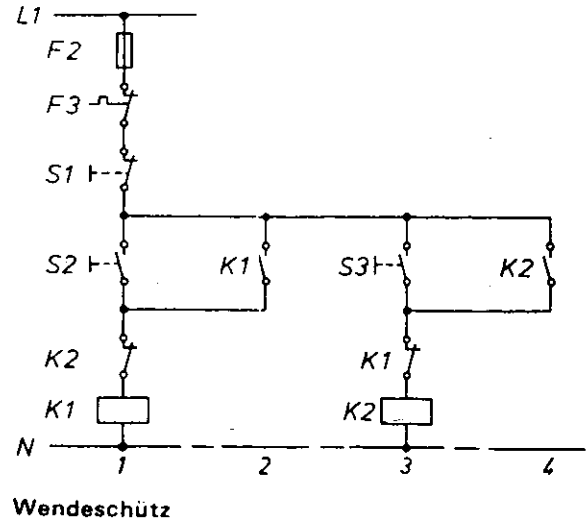 L1
F2
F3
S1
S2 K1 S3 K2
K2 K1
K1 K2
N
1 2 3 4
Wendeschütz